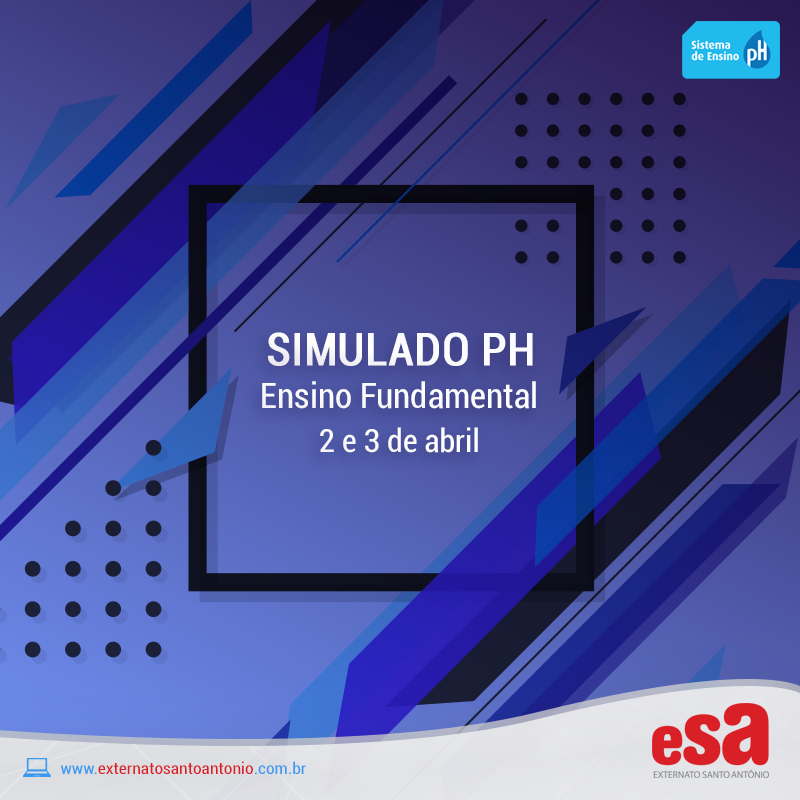 Sistema
de Ensino pH
SIMULADO PH
Ensino Fundamental
2 e 3 de abril
www.externatosantoantonio.com.br
esa
EXTERNATO SANTO ANTÔNIO